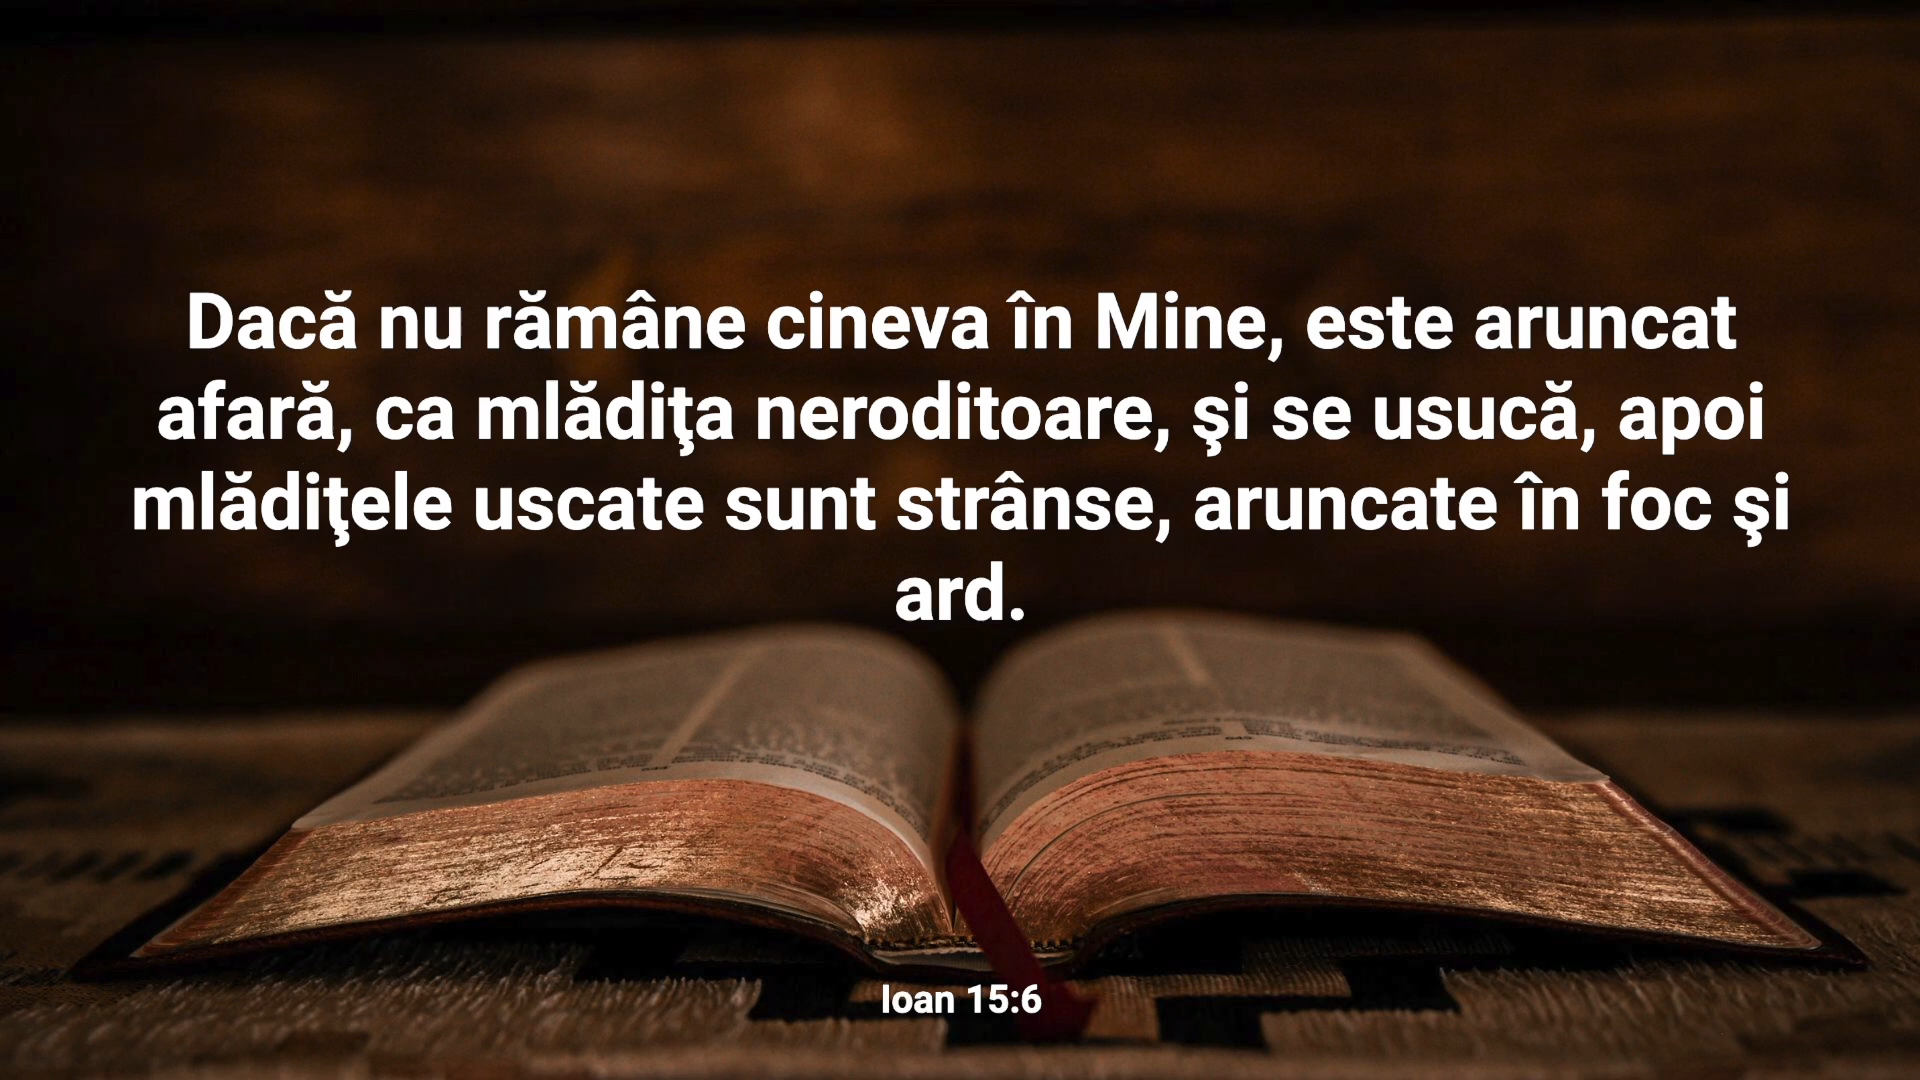 Dacă nu rămâne cineva în Mine, este aruncat
afară, ca mlădiţa neroditoare, şi se usucă, apoi
mlădiţele uscate sunt strânse, aruncate în foc şi
ard.
Ioan 15:6